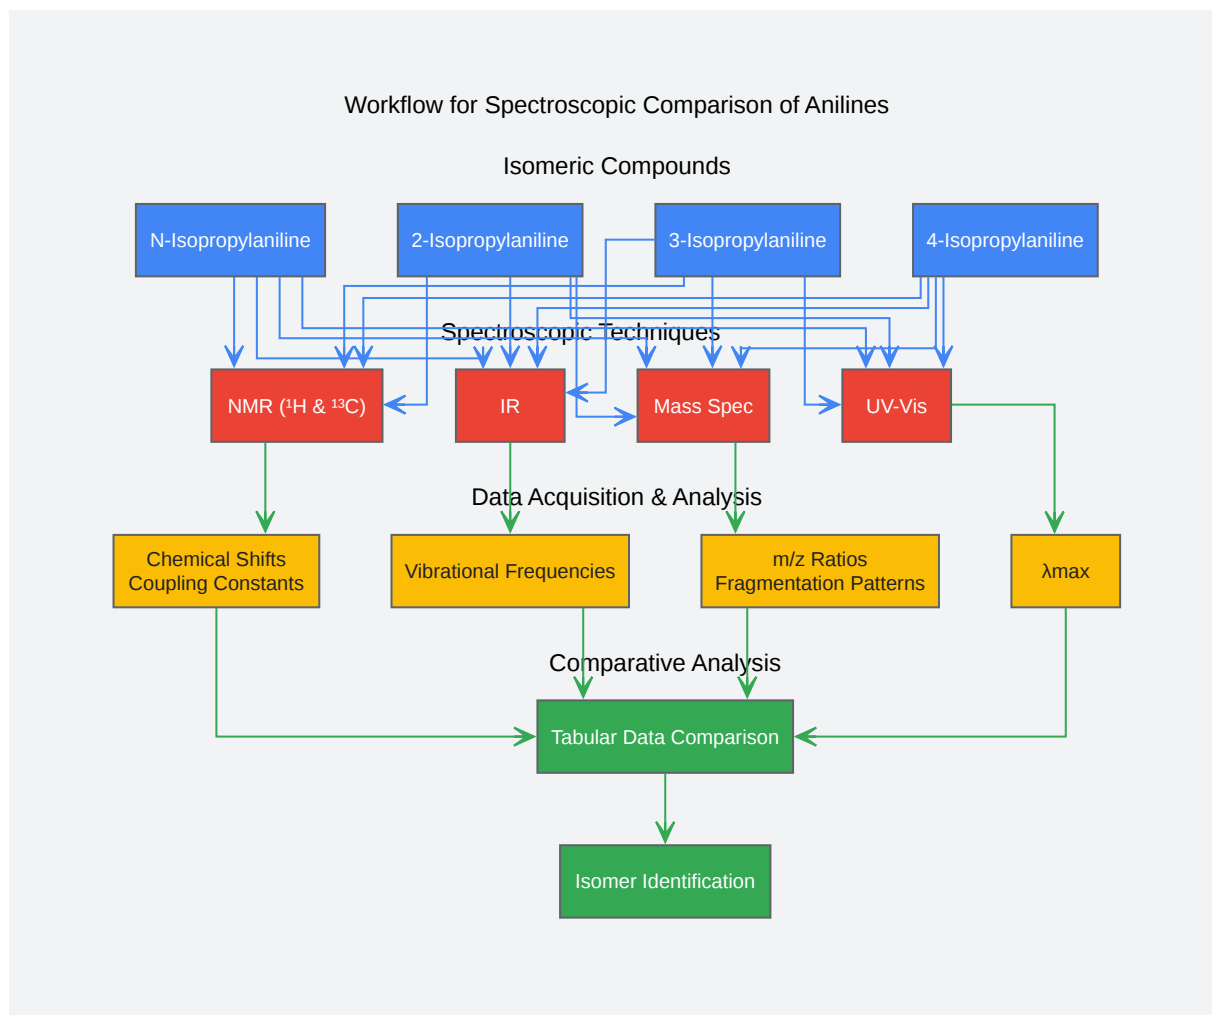 Workflow for Spectroscopic Comparison of Anilines
Isomeric Compounds
N-Isopropylaniline
2-Isopropylaniline
3-Isopropylaniline
4-Isopropylaniline
Spectroscopic Techniques
NMR (¹H & ¹³C)
IR
Mass Spec
UV-Vis
Data Acquisition & Analysis
Chemical Shifts
Coupling Constants
Vibrational Frequencies
m/z Ratios
Fragmentation Patterns
λmax
Comparative Analysis
Tabular Data Comparison
Isomer Identification